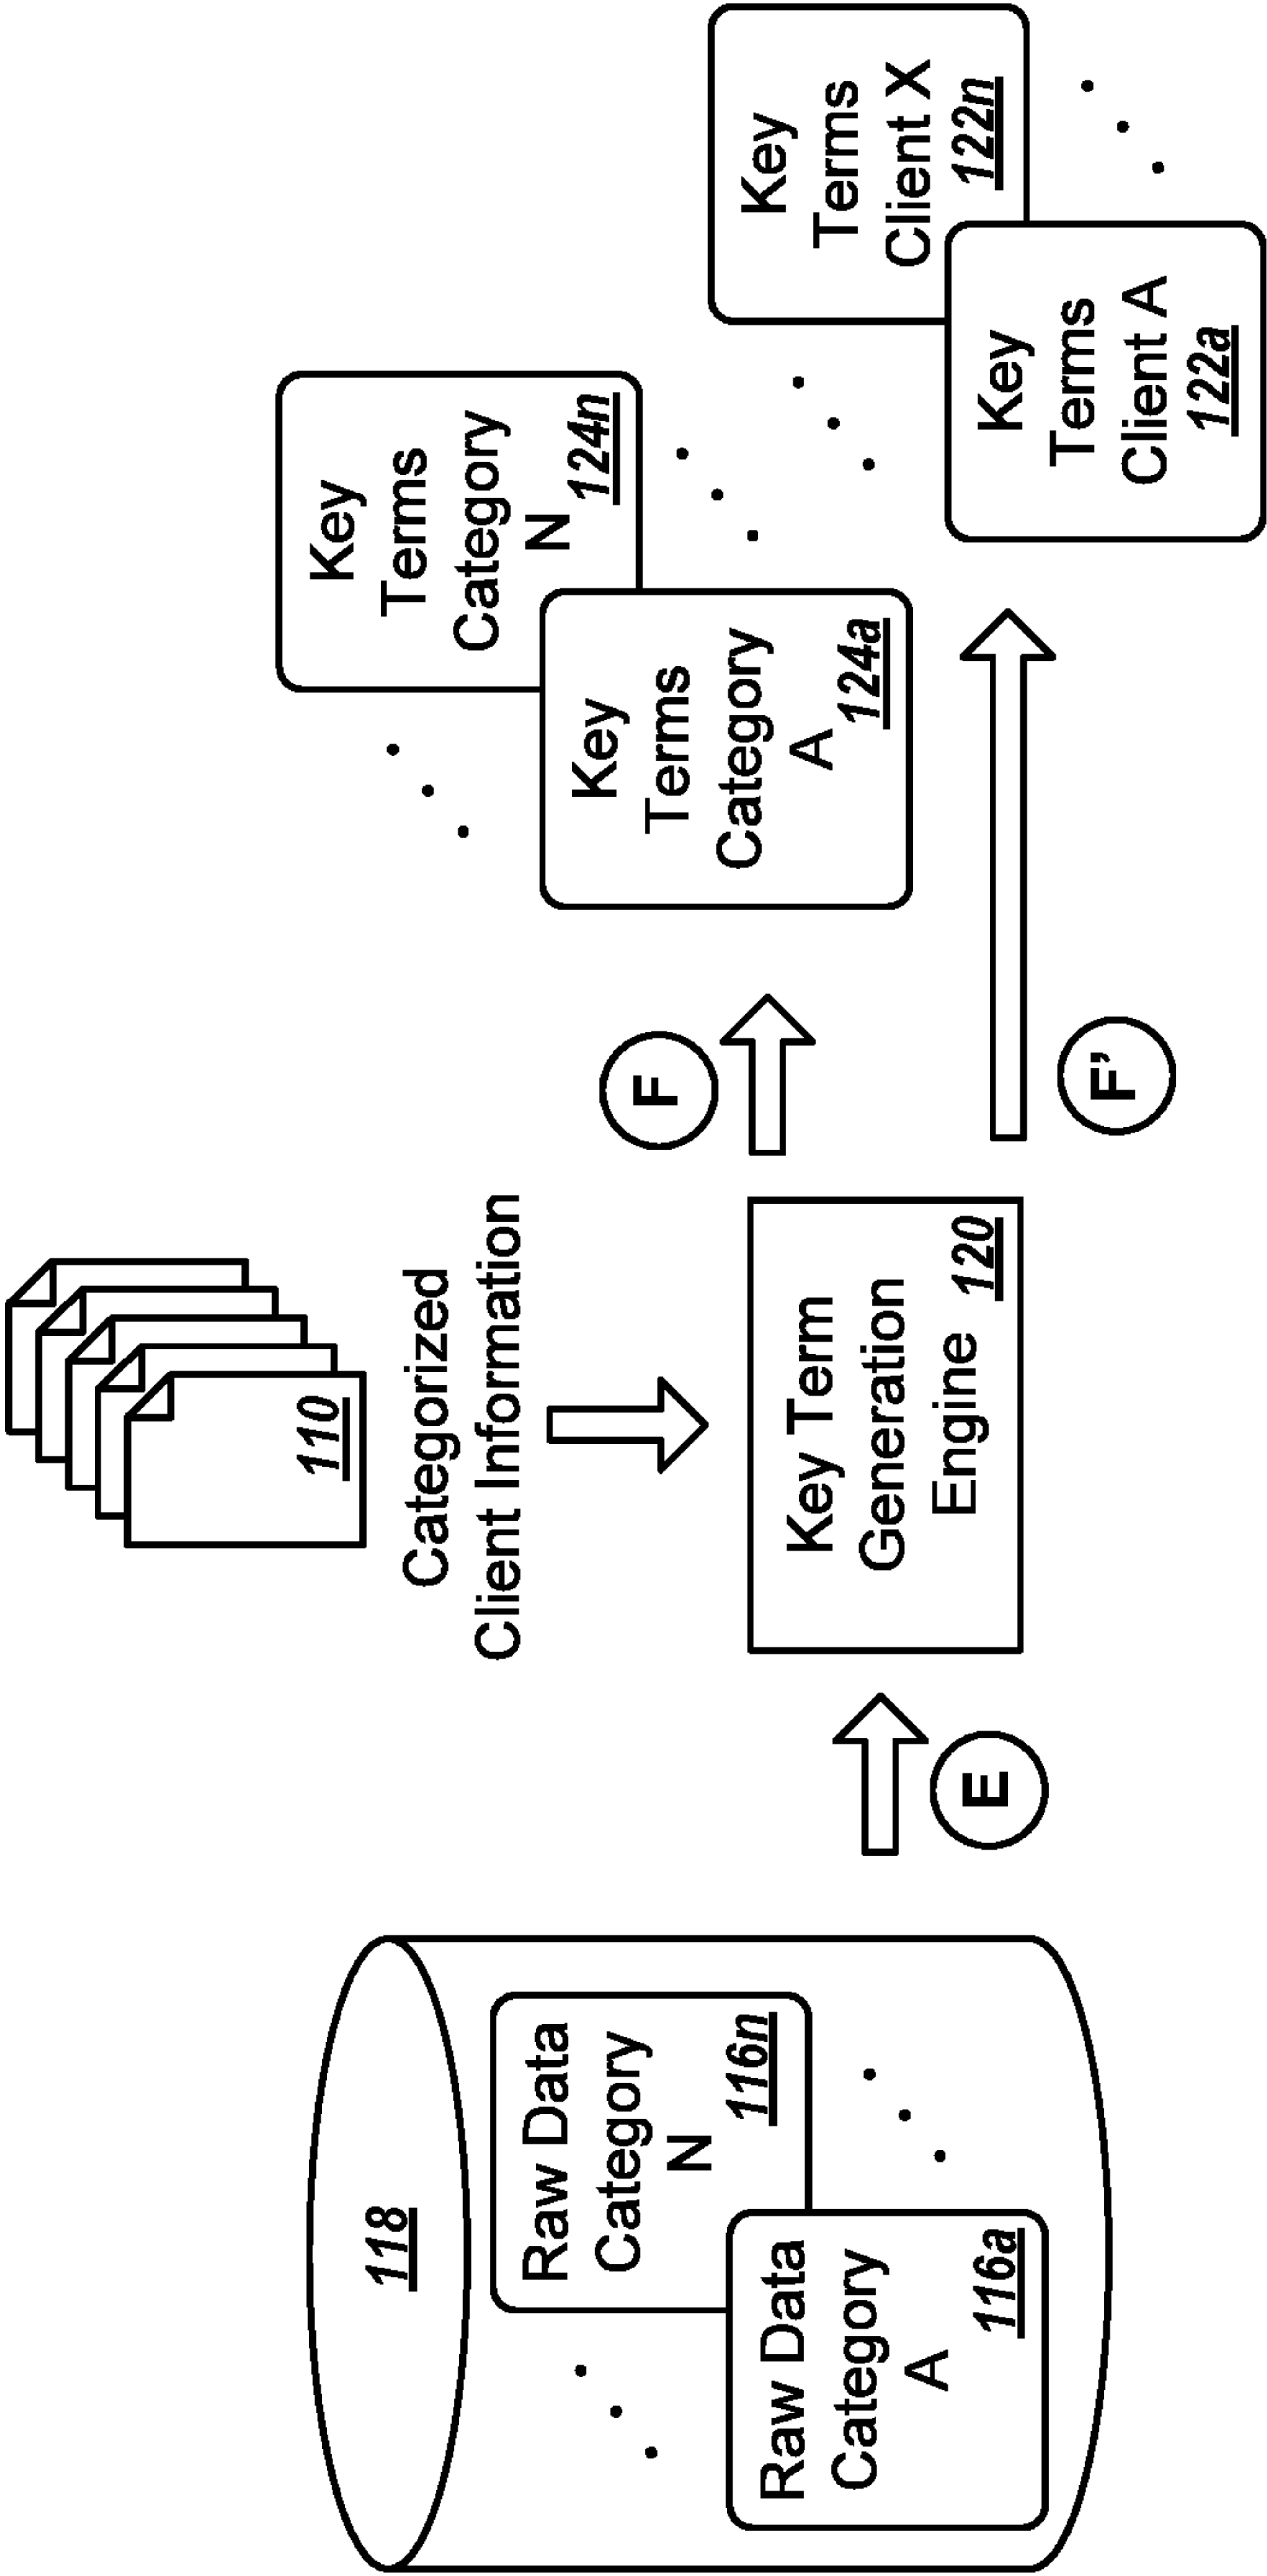 118
Raw Data
Category
N
116n
Raw Data
Category
A
116a
E
110
Categorized
Client Information
Key Term
Generation
Engine
120
F
F'
Key
Terms
Category
N
124n
Key
Terms
Category
A
124a
Key
Terms
Client X
122n
Key
Terms
Client A
122a